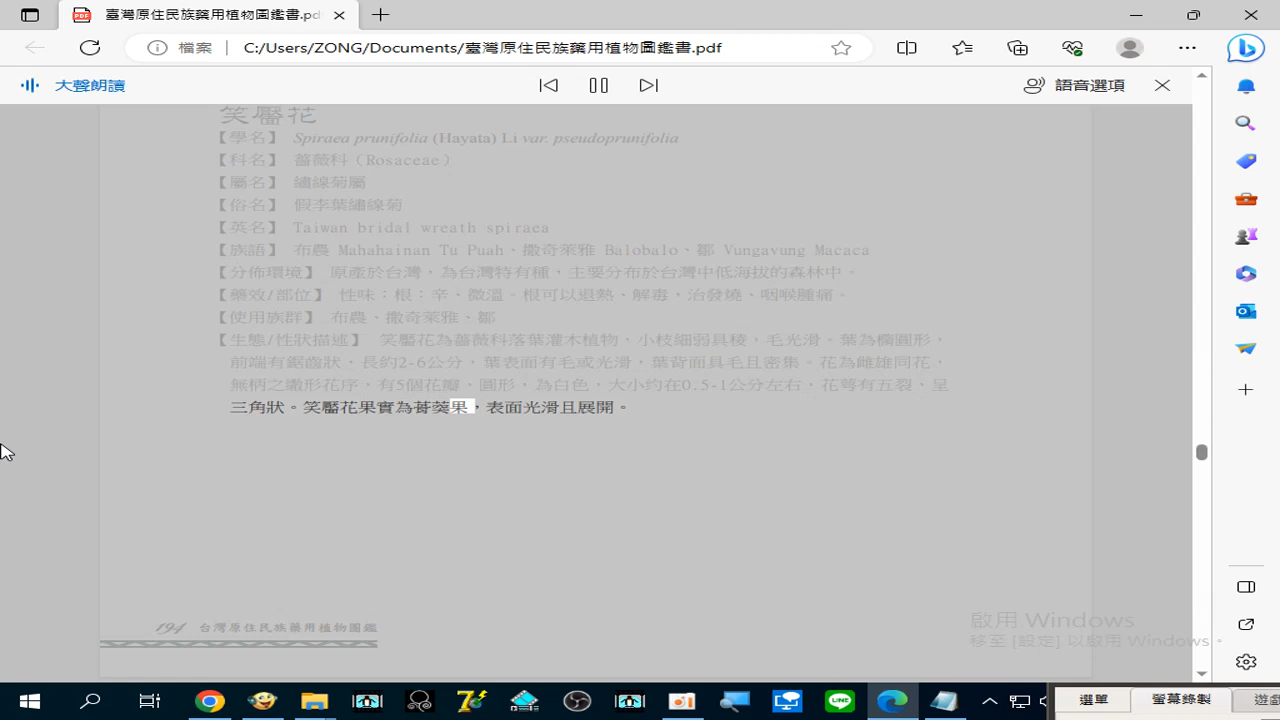 臺灣原住民族藥用植物圖鑑書.pd
檔案
C:/Users/ZONG/Documents/臺灣原住民族藥用植物圖鑑書.pdf
大聲朗讀
語音選項
笑靨花
【學名】 Spiraea prunifolia (Hayata) Li var. pseudoprunifolia
【科名】 薔薇科（Rosaceae）
【屬名】 繡線菊屬
【俗名】 假李葉繡線菊
【英名】 Taiwan bridal wreath spiraea
【族語】 布農 Mahahainan Tu Puah、撒奇萊雅 Balobalo、鄒 Vungavung Macaca
【分佈環境】 原產於台灣，為台灣特有種，主要分布於台灣中低海拔的森林中。
【藥效/部位】 性味：根：辛、微溫。根可以退熱、解毒，治發燒、咽喉腫痛。
【使用族群】 布農、撒奇萊雅、鄒
【生態/性狀描述】 笑靨花為薔薇科落葉灌木植物，小枝細弱具稜，毛光滑。葉為橢圓形，
前端有鋸齒狀，長約2-6公分，葉表面有毛或光滑，葉背面具毛且密集。花為雌雄同花，
無柄之繖形花序，有5個花瓣，圓形，為白色，大小約在0.5-1公分左右，花萼有五裂、呈
三角狀。笑靨花果實為蓇葖果，表面光滑且展開。
194 台灣原住民族藥用植物圖鑑
啟用 Windows
移至 [設定] 以啟用 Windows。
選單
螢幕錄製
遊戲